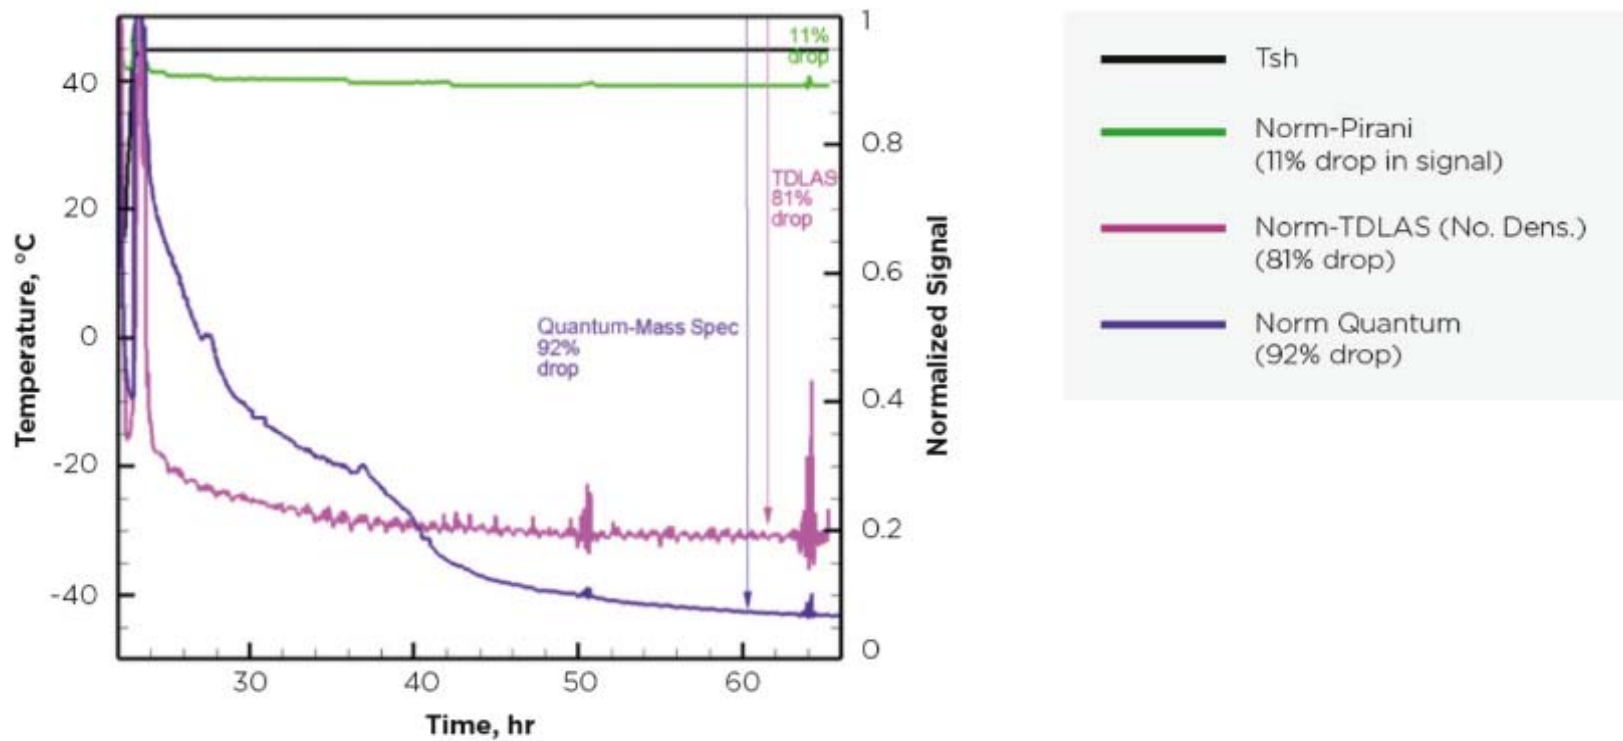 1
11%
drop
40
0.8
TDLAS
81%
drop
20
0.6
Quantum-Mass Spec
92%
drop
0
0.4
-20
0.2
-40
0
30
40
50
60
Time, hr
Temperature, °C
Normalized Signal
Tsh
Norm-Pirani
(11% drop in signal)
Norm-TDLAS (No. Dens.)
(81% drop)
Norm Quantum
(92% drop)